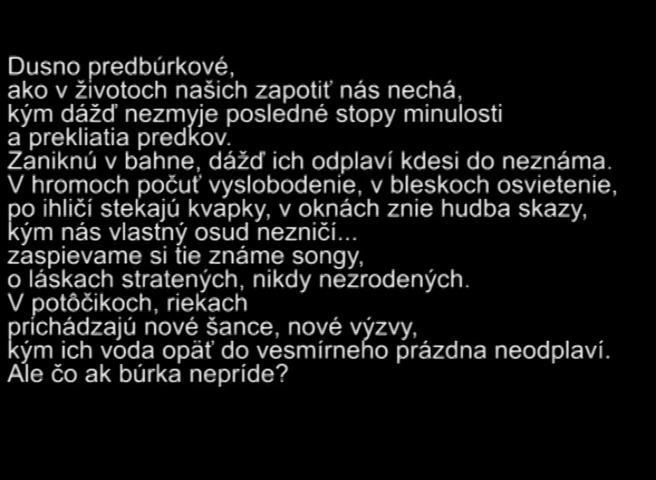 Dusno predbúrkové,
ako v životoch našich zapotiť nás nechá,
kým dážď nezmyje posledné stopy minulosti
a prekliatia predkov.
Zaniknú v bahne, dážď ich odplaví kdesi do neznáma.
V hromoch počuť vyslobodenie, v bleskoch osvietenie,
po ihličí stekajú kvapky, v oknách znie hudba skazy,
kým nás vlastný osud nezničí...
zaspievame si tie známe songy,
o láskach stratených, nikdy nezrodených.
V potôčikoch, riekach
prichádzajú nové šance, nové výzvy,
kým ich voda opäť do vesmírneho prázdna neodplaví.
Ale čo ak búrka nepríde?